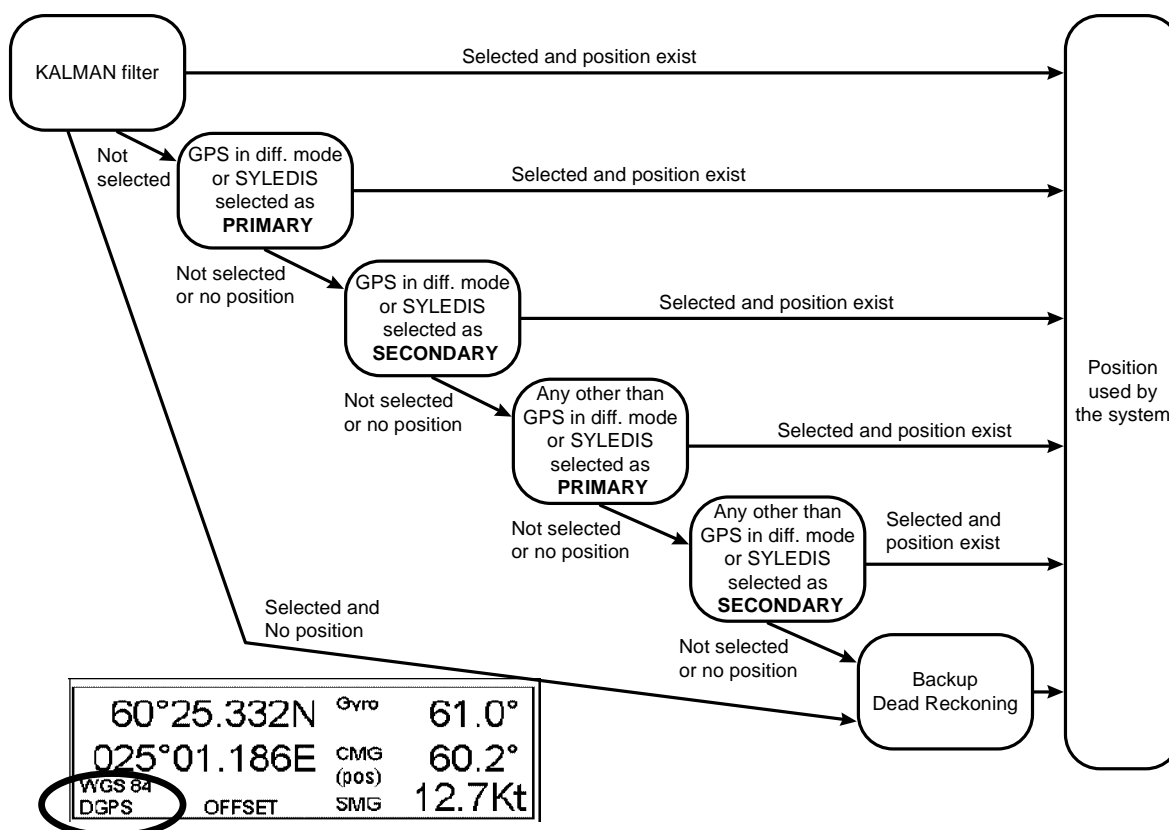 Selected and position exist
KALMAN filter
Not
selected
GPS in diff. mode
or SYLEDIS
selected as
PRIMARY
Selected and position exist
Not selected
or no position
GPS in diff. mode
or SYLEDIS
selected as
SECONDARY
Selected and position exist
Not selected
or no position
Any other than
GPS in diff. mode
or SYLEDIS
selected as
PRIMARY
Selected and position exist
Position
used by
the system
Not selected
or no position
Any other than
GPS in diff. mode
or SYLEDIS
selected as
SECONDARY
Selected and
position exist
Selected and
No position
Not selected
or no position
Backup
Dead Reckoning
60°25.332N Gyro 61.0°
025°01.186E CMG 60.2°
(pos)
WGS 84
DGPS OFFSET SMG 12.7Kt